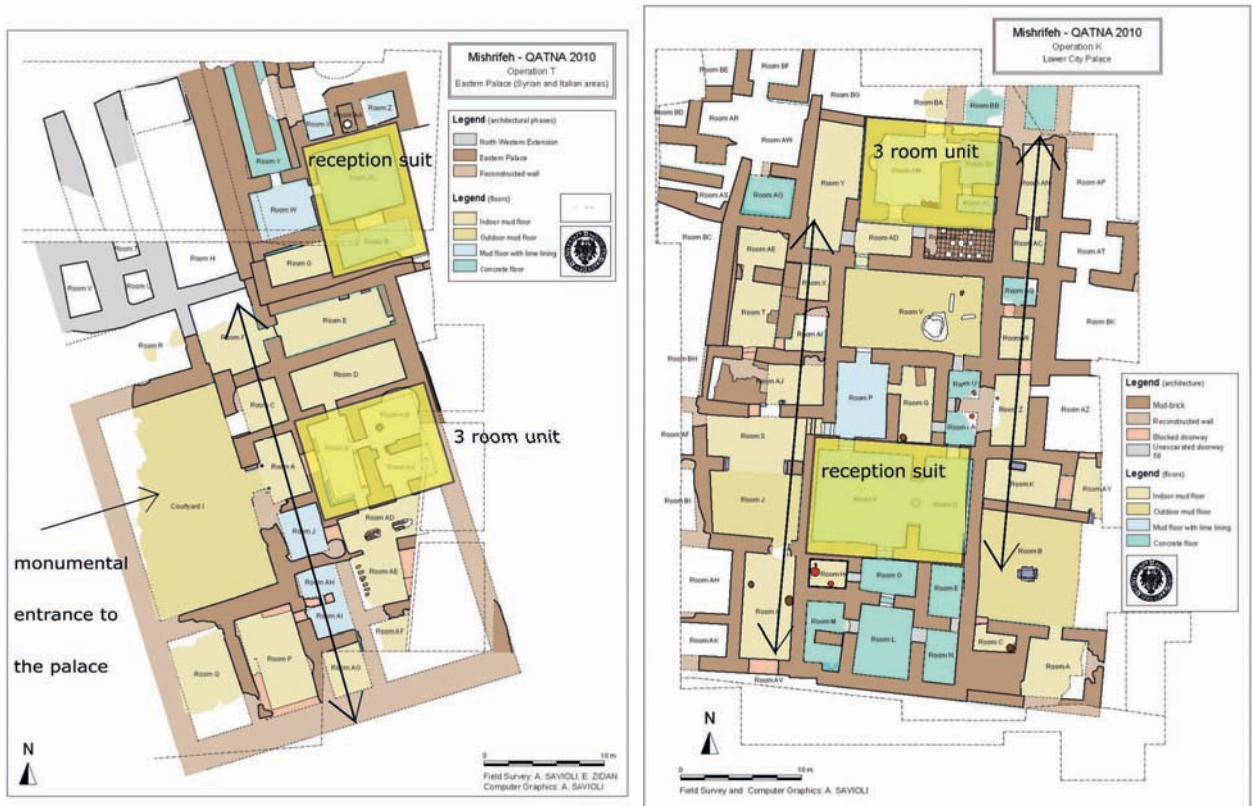 Mishrifeh - QATNA 2010
Operation T
Eastern Palace (Syrian and Italian areas)
Legend (architectural phases)
North Western Extension
Eastern Palace
Reconstructed wall
Legend (floors)
Indoor mud floor
Outdoor mud floor
Mud floor with lime lining
Concrete floor
Room Z
Room V
reception suit
Room W
Room G
Room T
Room H
Room V
Room U
Room R
Room F
Room E
Room D
Room C
3 room unit
Room A
Courtyard I
Room AD
Room J
monumental
entrance to
the palace
Room AE
Room AH
Room AI
Room AF
Room Q
Room P
Room AG
N
0 10 m
Field Survey: A. SAVIOLI, E. ZIDAN
Computer Graphics: A. SAVIOLI
Mishrifeh - QATNA 2010
Operation K
Lower City Palace
Room BE
Room BF
Room BG
Room BA
Room BB
Room BD
Room AR
Room AW
3 room unit
Room Y
Room AN
Room AP
Room AS
Room AG
Room AL
Room BC
Room AE
Room AD
Room AC
Room AT
Room X
Room T
Room V
Room BK
Room BH
Room AJ
Room U
Room P
Room Z
Room AZ
Room AF
Room S
reception suit
Room K
Room AY
Room BI
Room J
Room B
Room AH
Room H
Room O
Room E
Room M
Room L
Room N
Room C
Room A
Room AK
Room AV
Legend (architecture)
Mud-brick
Reconstructed wall
Blocked doorway
Unexcavated doorway
fill
Legend (floors)
Indoor mud floor
Outdoor mud floor
Mud floor with lime lining
Concrete floor
N
0 10 m
Field Survey and Computer Graphics: A. SAVIOLI